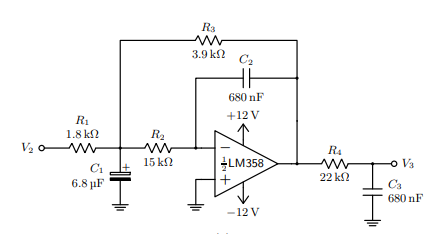 R₃
3.9 kΩ
C₂
680 nF
+12 V
R₁
1.8 kΩ
R₂
15 kΩ
V₂
−
½LM358
+
R₄
22 kΩ
V₃
C₁
+
6.8 µF
C₃
680 nF
−12 V